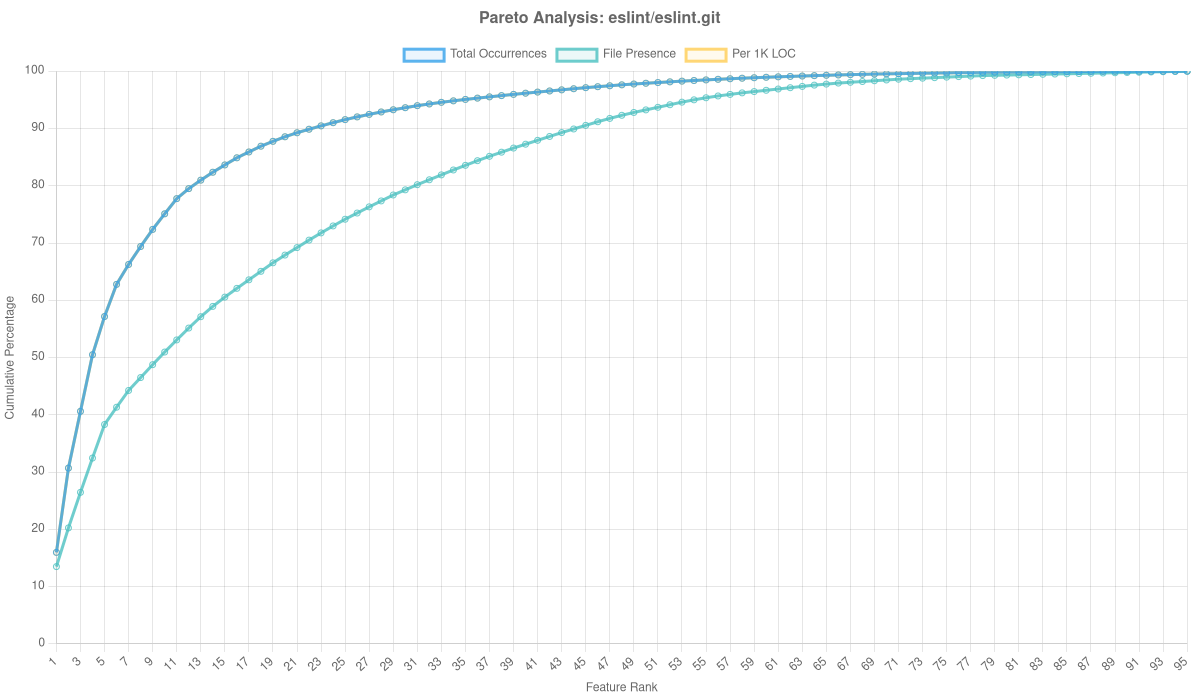 Pareto Analysis: eslint/eslint.git
Total Occurrences File Presence Per 1K LOC
100
90
80
70
60
50
40
30
20
10
0
Cumulative Percentage
1 3 5 7 9 11 13 15 17 19 21 23 25 27 29 31 33 35 37 39 41 43 45 47 49 51 53 55 57 59 61 63 65 67 69 71 73 75 77 79 81 83 85 87 89 91 93 95
Feature Rank